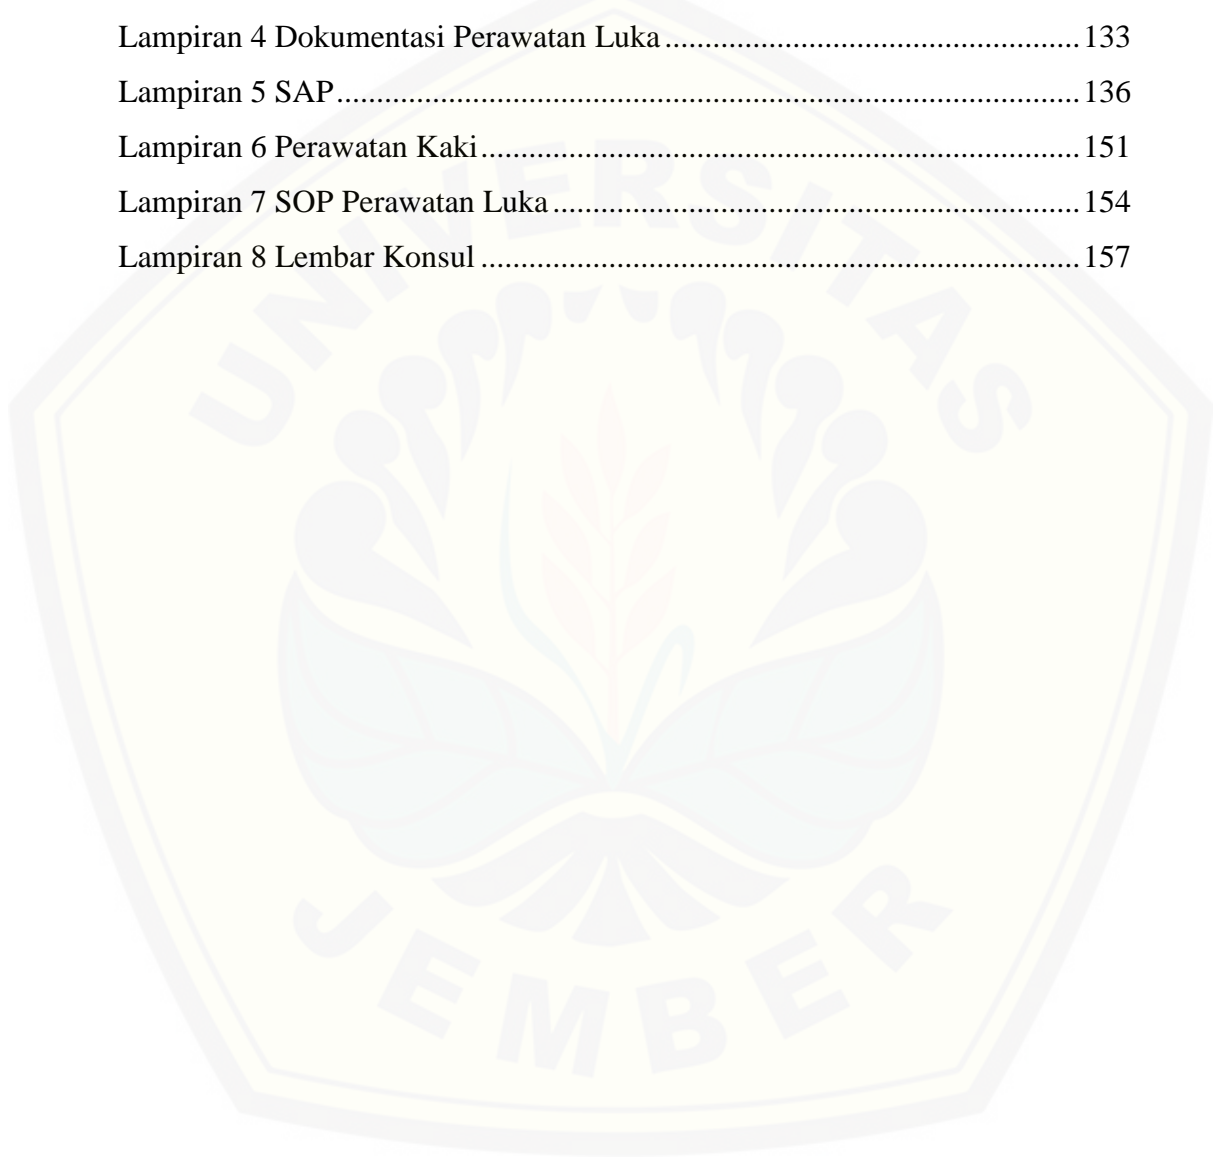 Lampiran 4 Dokumentasi Perawatan Luka.....................................................133
Lampiran 5 SAP..............................................................................................136
Lampiran 6 Perawatan Kaki............................................................................151
Lampiran 7 SOP Perawatan Luka...................................................................154
Lampiran 8 Lembar Konsul............................................................................157
UNIVERSITAS
JEMBER